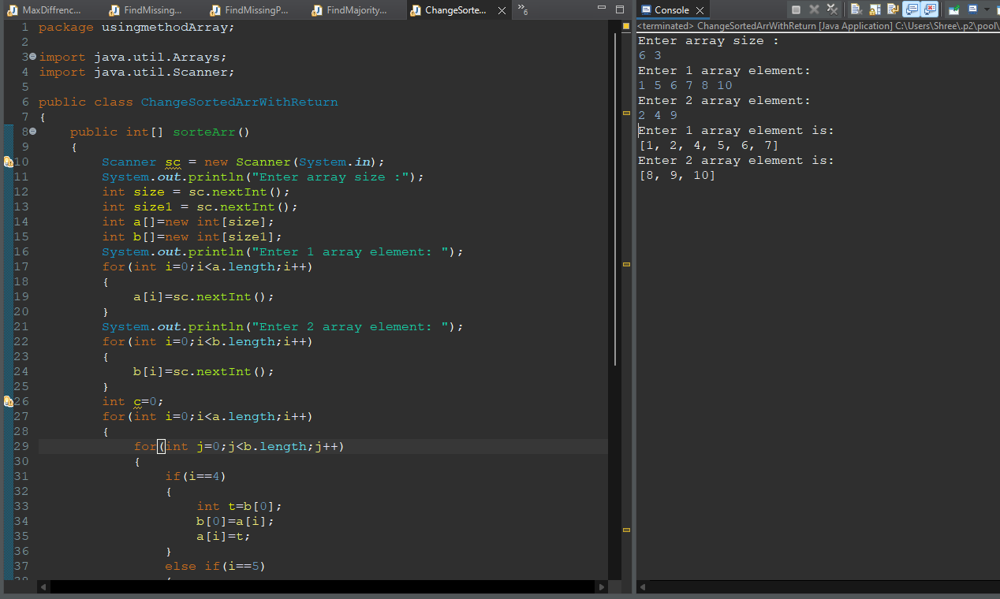 MaxDiffrenc... FindMissing... FindMissingP... FindMajority... ChangeSorte... »6
1 package usingmethodArray;
2
3 import java.util.Arrays;
4 import java.util.Scanner;
5
6 public class ChangeSortedArrWithReturn
7 {
8 public int[] sorteArr()
9 {
10 Scanner sc = new Scanner(System.in);
11 System.out.println("Enter array size :");
12 int size = sc.nextInt();
13 int size1 = sc.nextInt();
14 int a[]=new int[size];
15 int b[]=new int[size1];
16 System.out.println("Enter 1 array element: ");
17 for(int i=0;i<a.length;i++)
18 {
19 a[i]=sc.nextInt();
20 }
21 System.out.println("Enter 2 array element: ");
22 for(int i=0;i<b.length;i++)
23 {
24 b[i]=sc.nextInt();
25 }
26 int c=0;
27 for(int i=0;i<a.length;i++)
28 {
29 for(int j=0;j<b.length;j++)
30 {
31 if(i==4)
32 {
33 int t=b[0];
34 b[0]=a[i];
35 a[i]=t;
36 }
37 else if(i==5)
Console
<terminated> ChangeSortedArrWithReturn [Java Application] C:\Users\Shree\.p2\pool\
Enter array size :
6 3
Enter 1 array element:
1 5 6 7 8 10
Enter 2 array element:
2 4 9
Enter 1 array element is:
[1, 2, 4, 5, 6, 7]
Enter 2 array element is:
[8, 9, 10]